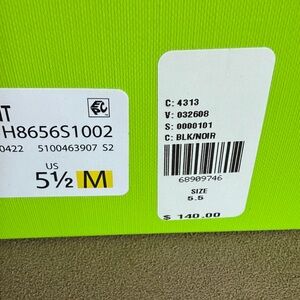 IT
H8656S1002
0422 5100463907 S2
US
5½ M
C: 4313
V: 032608
S: 0000101
C: BLK/NOIR
68909746
SIZE
5.5
$ 140.00